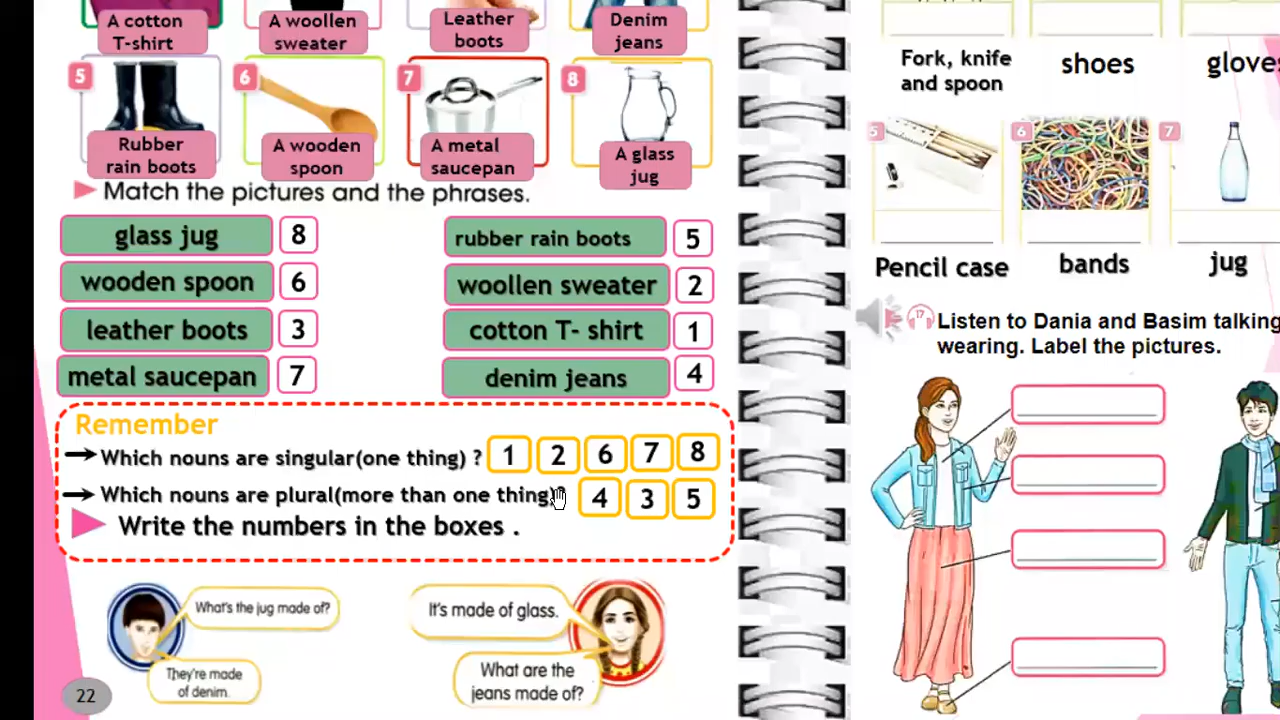 A cotton
T-shirt
A woollen
sweater
Leather
boots
Denim
jeans
5
Rubber
rain boots
6
A wooden
spoon
7
A metal
saucepan
8
A glass
jug
Match the pictures and the phrases.
glass jug 8
rubber rain boots 5
wooden spoon 6
woollen sweater 2
leather boots 3
cotton T- shirt 1
metal saucepan 7
denim jeans 4
Remember
Which nouns are singular(one thing) ? 1 2 6 7 8
Which nouns are plural(more than one thing)? 4 3 5
Write the numbers in the boxes .
What's the jug made of?
It's made of glass.
What are the
jeans made of?
They're made
of denim.
22
Fork, knife
and spoon
shoes
gloves
5
6
7
Pencil case
bands
jug
17
Listen to Dania and Basim talking
wearing. Label the pictures.